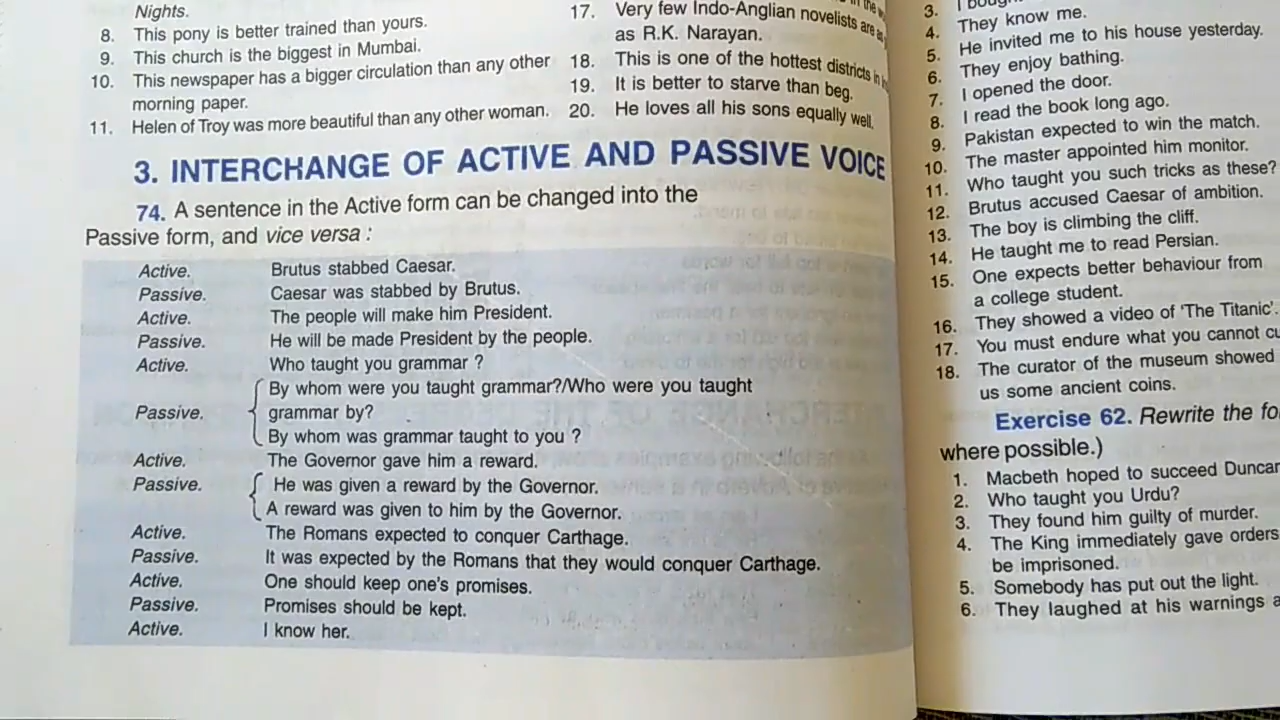 Nights.
8. This pony is better trained than yours.
9. This church is the biggest in Mumbai.
10. This newspaper has a bigger circulation than any other
morning paper.
11. Helen of Troy was more beautiful than any other woman.
17. Very few Indo-Anglian novelists are as
as R.K. Narayan.
18. This is one of the hottest districts in
19. It is better to starve than beg.
20. He loves all his sons equally well.
3. INTERCHANGE OF ACTIVE AND PASSIVE VOICE
74. A sentence in the Active form can be changed into the
Passive form, and vice versa :
Active. Brutus stabbed Caesar.
Passive. Caesar was stabbed by Brutus.
Active. The people will make him President.
Passive. He will be made President by the people.
Active. Who taught you grammar ?
By whom were you taught grammar?/Who were you taught
Passive. grammar by?
By whom was grammar taught to you ?
Active. The Governor gave him a reward.
Passive. He was given a reward by the Governor.
A reward was given to him by the Governor.
Active. The Romans expected to conquer Carthage.
Passive. It was expected by the Romans that they would conquer Carthage.
Active. One should keep one's promises.
Passive. Promises should be kept.
Active. I know her.
3. I
4. They know me.
5. He invited me to his house yesterday.
6. They enjoy bathing.
7. I opened the door.
8. I read the book long ago.
9. Pakistan expected to win the match.
10. The master appointed him monitor.
11. Who taught you such tricks as these?
12. Brutus accused Caesar of ambition.
13. The boy is climbing the cliff.
14. He taught me to read Persian.
15. One expects better behaviour from
a college student.
16. They showed a video of 'The Titanic'.
17. You must endure what you cannot
18. The curator of the museum showed
us some ancient coins.
Exercise 62. Rewrite the
where possible.)
1. Macbeth hoped to succeed
2. Who taught you Urdu?
3. They found him guilty of murder.
4. The King immediately gave orders
be imprisoned.
5. Somebody has put out the light.
6. They laughed at his warnings